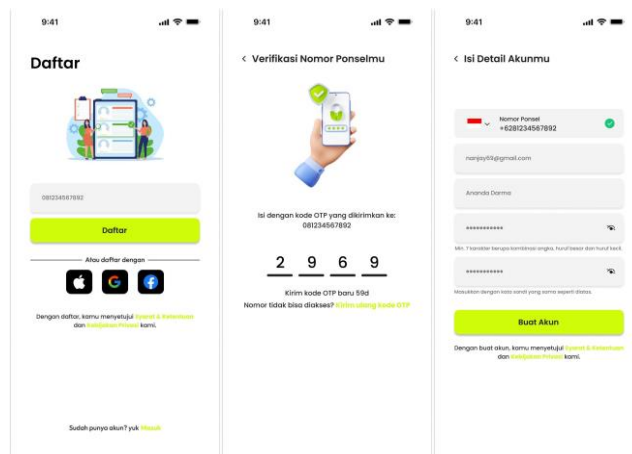 9:41
Daftar
081234567892
Daftar
Atau daftar dengan
Dengan daftar, kamu menyetujui Syarat & Ketentuan
dan Kebijakan Privasi kami.
Sudah punya akun? yuk Masuk
9:41
< Verifikasi Nomor Ponselmu
Isi dengan kode OTP yang dikirimkan ke:
081234567892
2 9 6 9
Kirim kode OTP baru 59d
Nomor tidak bisa diakses? Kirim ulang kode OTP
9:41
< Isi Detail Akunmu
Nomor Ponsel
+6281234567892
nanjay69@gmail.com
Ananda Darma
***********
Min. 7 karakter berupa kombinasi angka, huruf besar dan huruf kecil.
***********
Masukkan dengan kata sandi yang sama seperti diatas.
Buat Akun
Dengan buat akun, kamu menyetujui Syarat & Ketentuan
dan Kebijakan Privasi kami.